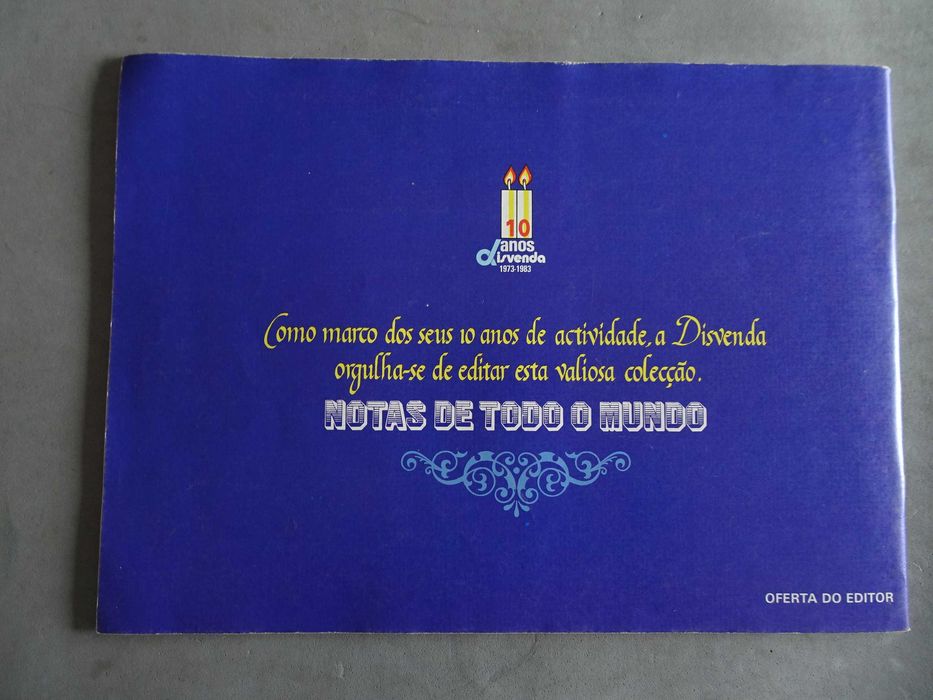 10
anos
disvenda
1973-1983
Como marco dos seus 10 anos de actividade, a Disvenda
orgulha-se de editar esta valiosa colecção.
NOTAS DE TODO O MUNDO
OFERTA DO EDITOR